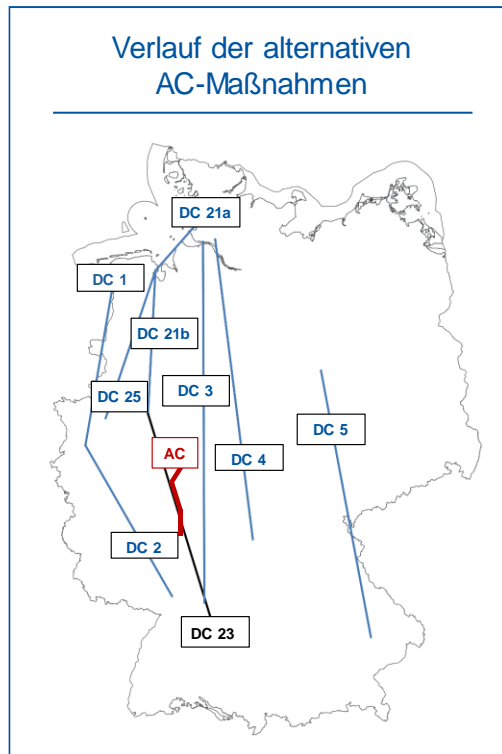 Verlauf der alternativen
AC-Maßnahmen
DC 21a
DC 1
DC 21b
DC 25
DC 3
DC 5
AC
DC 4
DC 2
DC 23